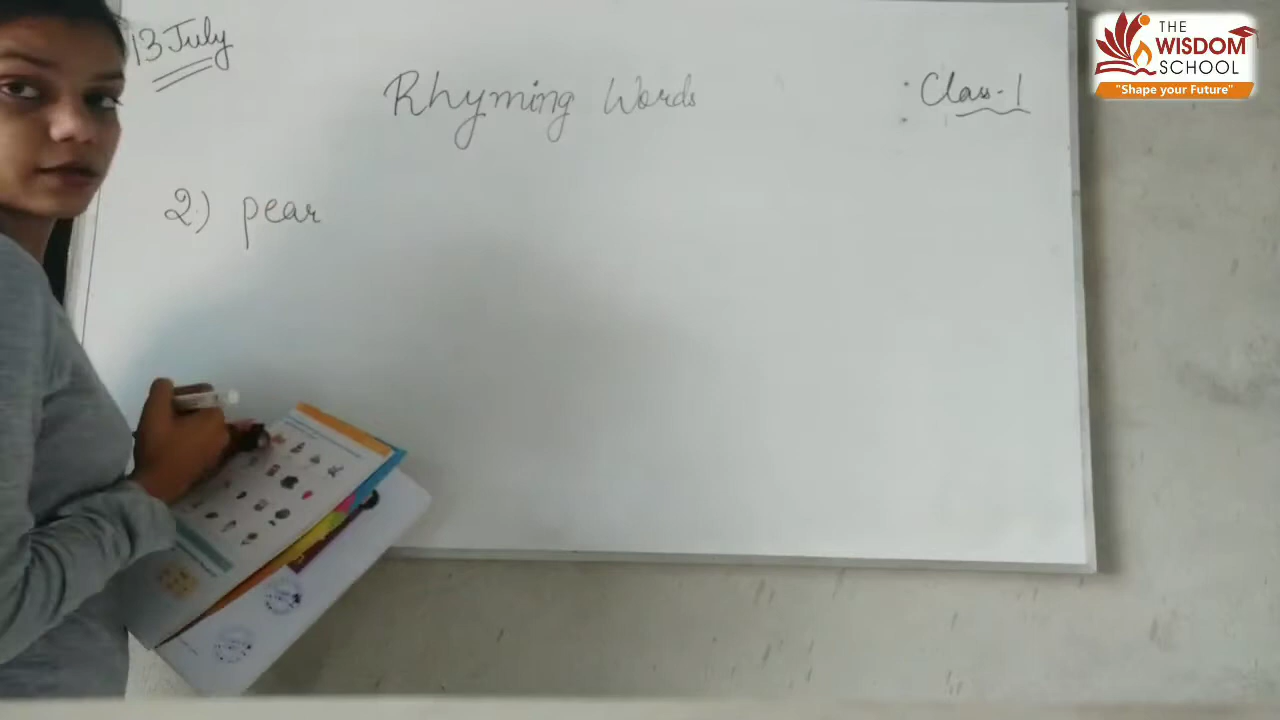 13 July
Rhyming Words
Class-1
2) pear
THE
WISDOM
SCHOOL
"Shape your Future"